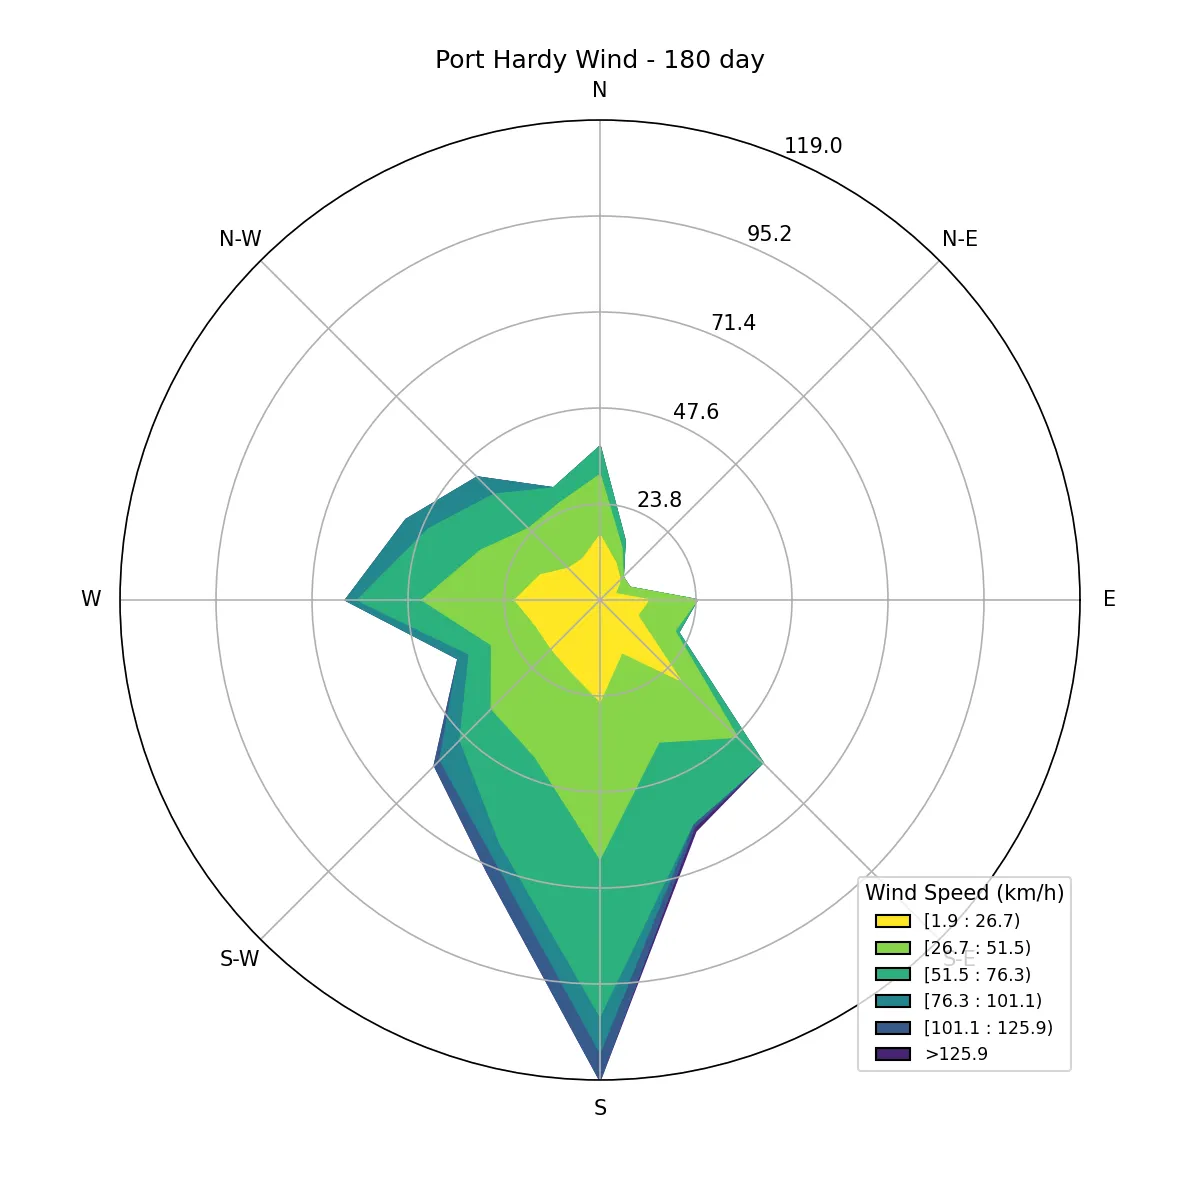 Port Hardy Wind - 180 day
N
119.0
95.2
N-W
N-E
71.4
47.6
23.8
W
E
Wind Speed (km/h)
[1.9 : 26.7)
[26.7 : 51.5)
S-W
S-E
[51.5 : 76.3)
[76.3 : 101.1)
[101.1 : 125.9)
>125.9
S